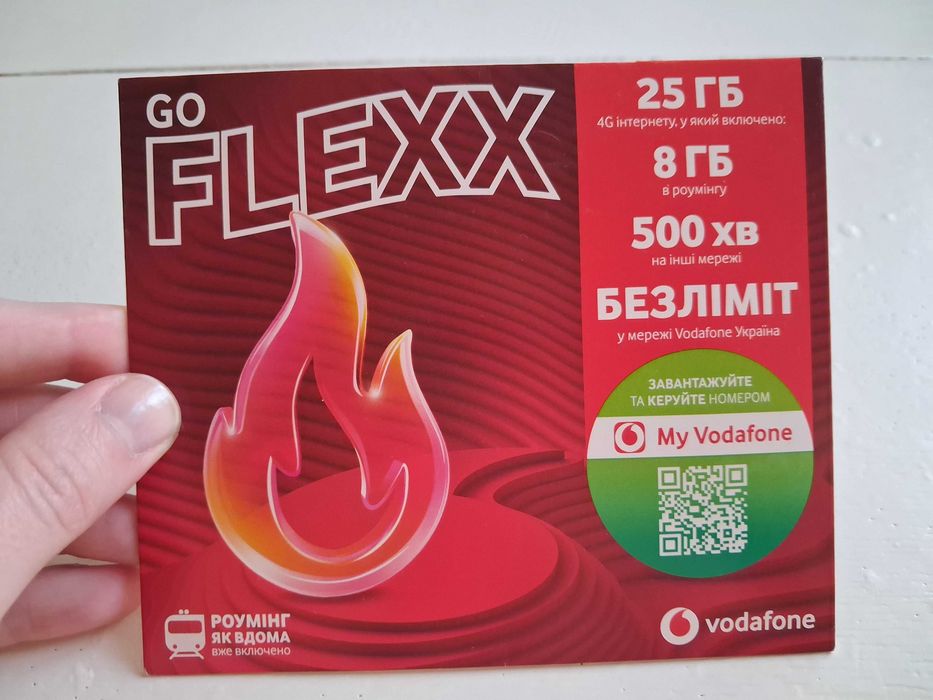 GO
FLEXX
25 ГБ
4G інтернету, у який включено:
8 ГБ
в роумінгу
500 хв
на інші мережі
БЕЗЛІМІТ
у мережі Vodafone Україна
ЗАВАНТАЖУЙТЕ
ТА КЕРУЙТЕ НОМЕРОМ
My Vodafone
РОУМІНГ
ЯК ВДОМА
вже включено
vodafone